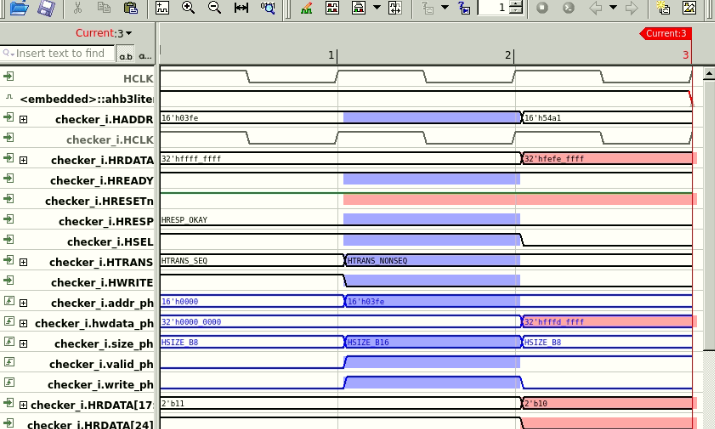 1
Current:3
Current:3
Insert text to find
a.b
a...
1
2
3
HCLK
<embedded>::ahb3lite
checker_i.HADDR 16'h03fe 16'h54a1
checker_i.HCLK
checker_i.HRDATA 32'hffff_ffff 32'hfefe_ffff
checker_i.HREADY
checker_i.HRESETn
checker_i.HRESP HRESP_OKAY
checker_i.HSEL
checker_i.HTRANS HTRANS_SEQ HTRANS_NONSEQ
checker_i.HWRITE
checker_i.addr_ph 16'h0000 16'h03fe
checker_i.hwdata_ph 32'h0000_0000 32'hfffd_ffff
checker_i.size_ph HSIZE_B8 HSIZE_B16 HSIZE_B8
checker_i.valid_ph
checker_i.write_ph
checker_i.HRDATA[17: 2'b11 2'b10
checker_i.HRDATA[24]